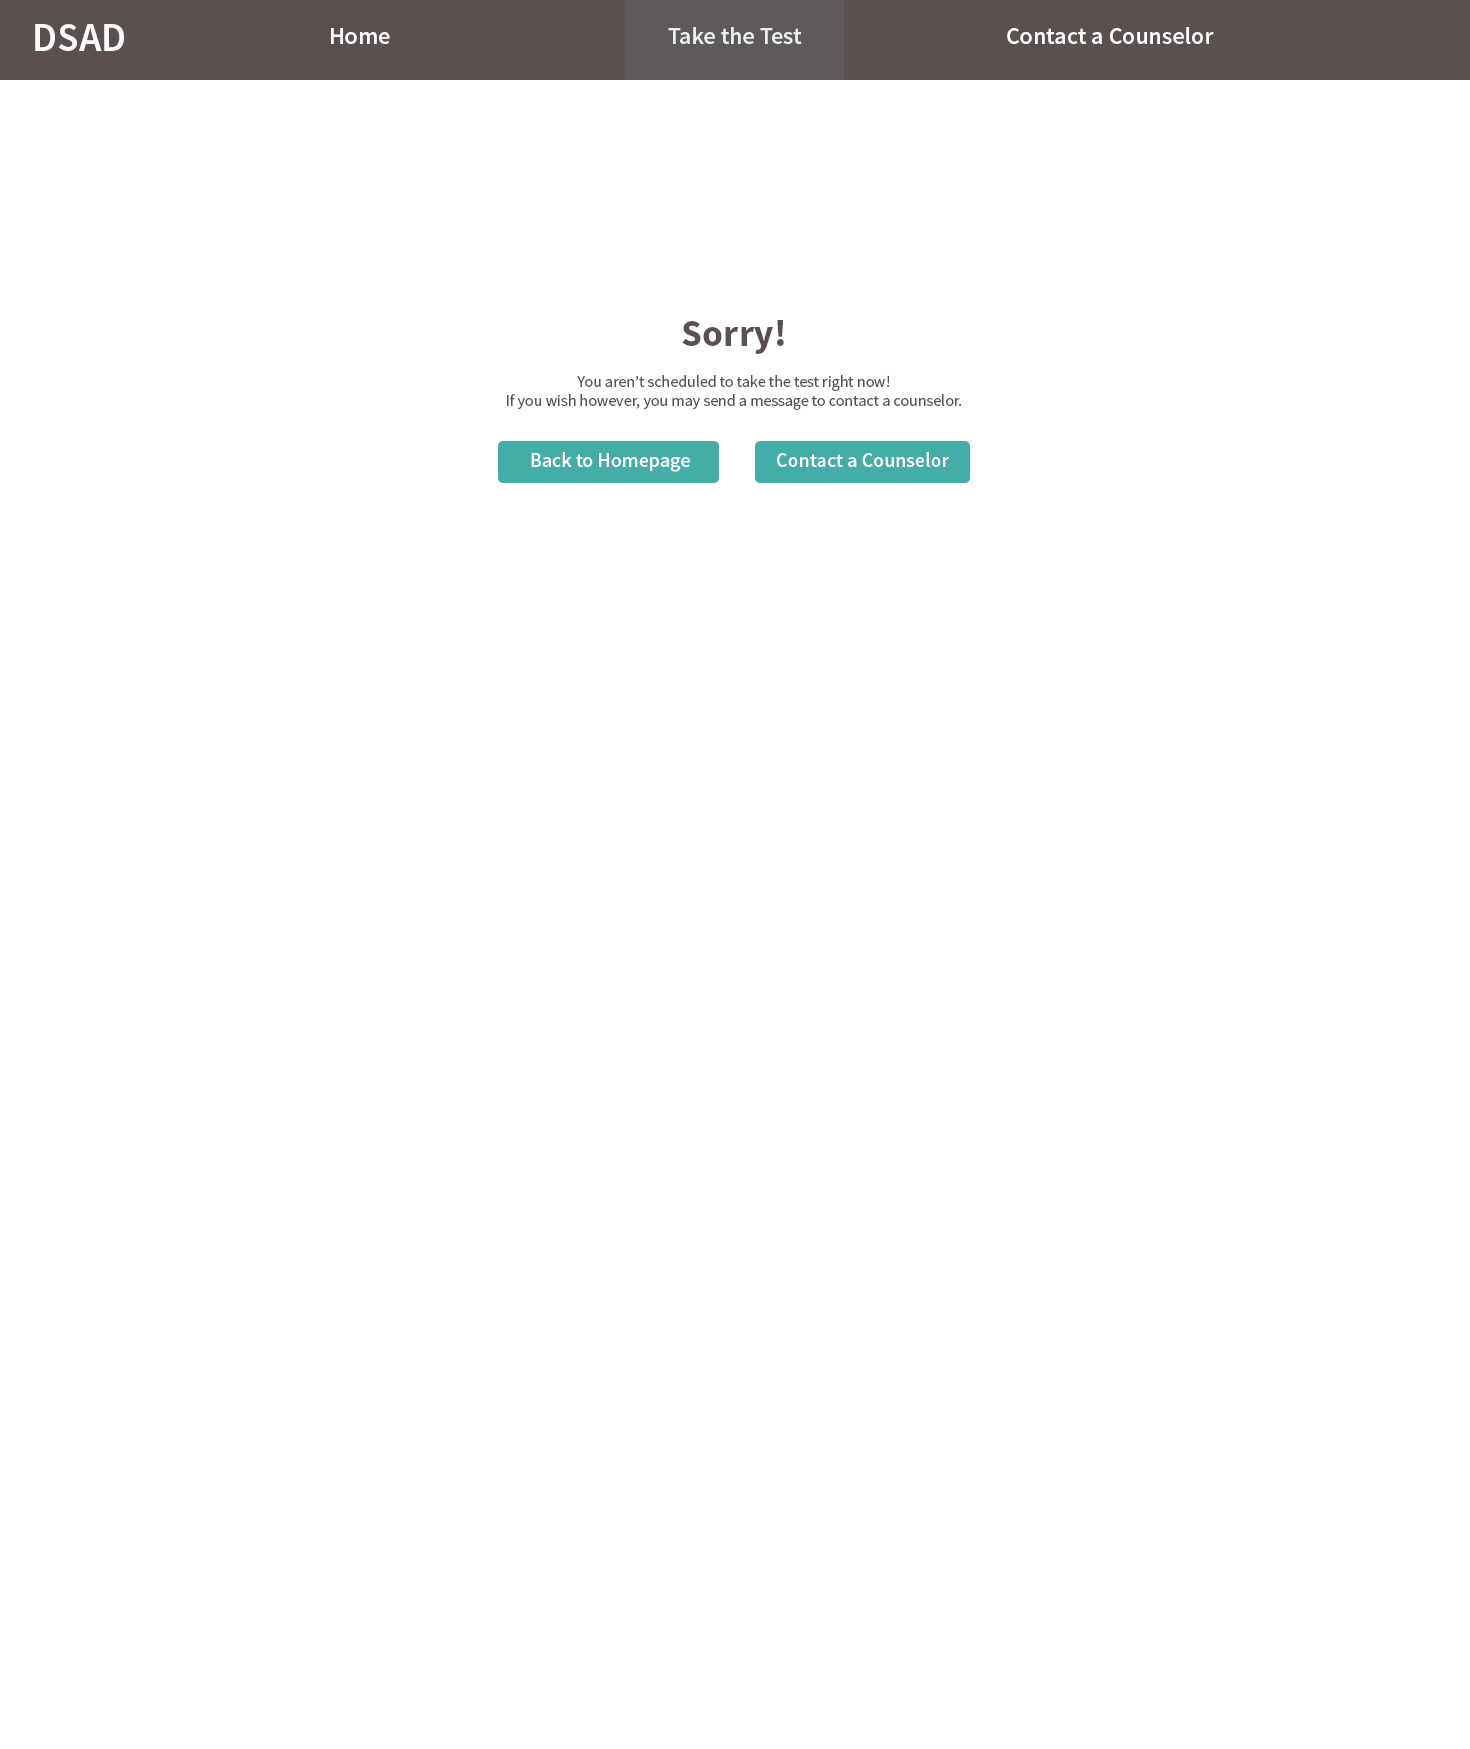 DSAD
Home
Take the Test
Contact a Counselor
Sorry!
You aren’t scheduled to take the test right now!
If you wish however, you may send a message to contact a counselor.
Back to Homepage
Contact a Counselor